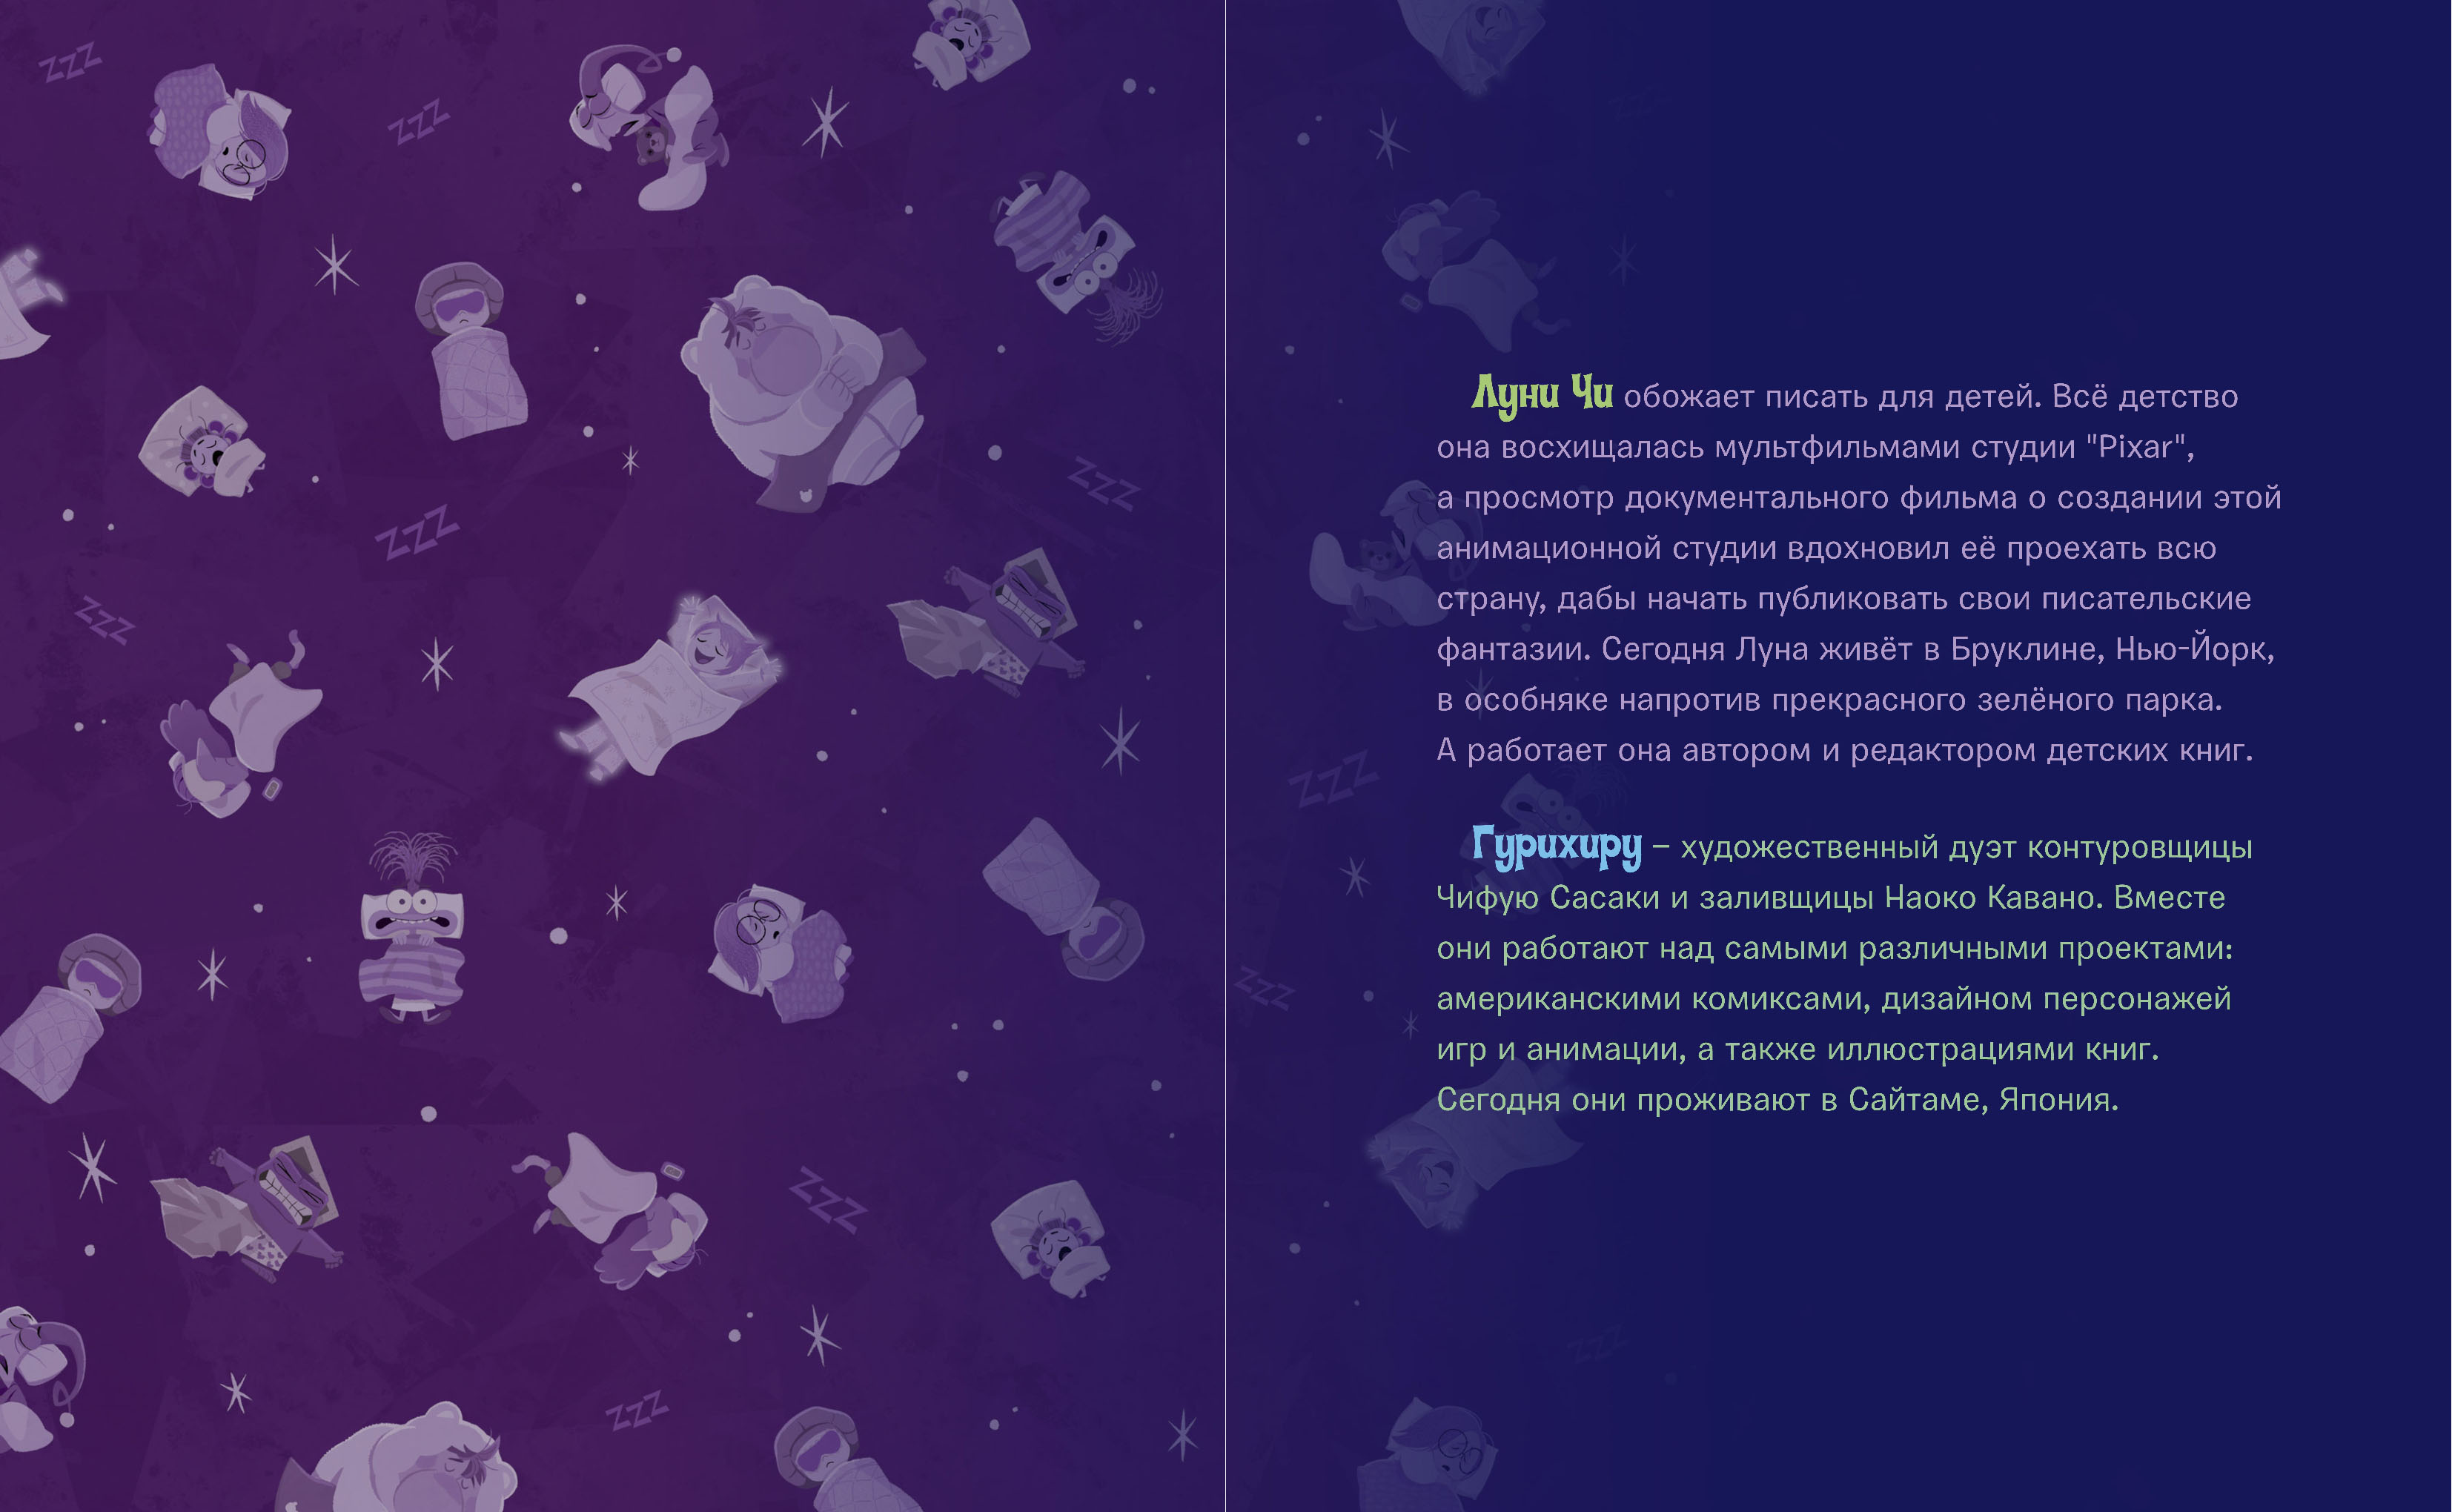 zzz
zzz
zzz
zzz
zzz
zzz
zzz
zzz
Луни Чи обожает писать для детей. Всё детство
она восхищалась мультфильмами студии "Pixar",
а просмотр документального фильма о создании этой
анимационной студии вдохновил её проехать всю
страну, дабы начать публиковать свои писательские
фантазии. Сегодня Луна живёт в Бруклине, Нью-Йорк,
в особняке напротив прекрасного зелёного парка.
А работает она автором и редактором детских книг.
zzz
Гурихиру – художественный дуэт контуровщицы
Чифую Сасаки и заливщицы Наоко Кавано. Вместе
они работают над самыми различными проектами:
американскими комиксами, дизайном персонажей
игр и анимации, а также иллюстрациями книг.
Сегодня они проживают в Сайтаме, Япония.
zzz
zzz